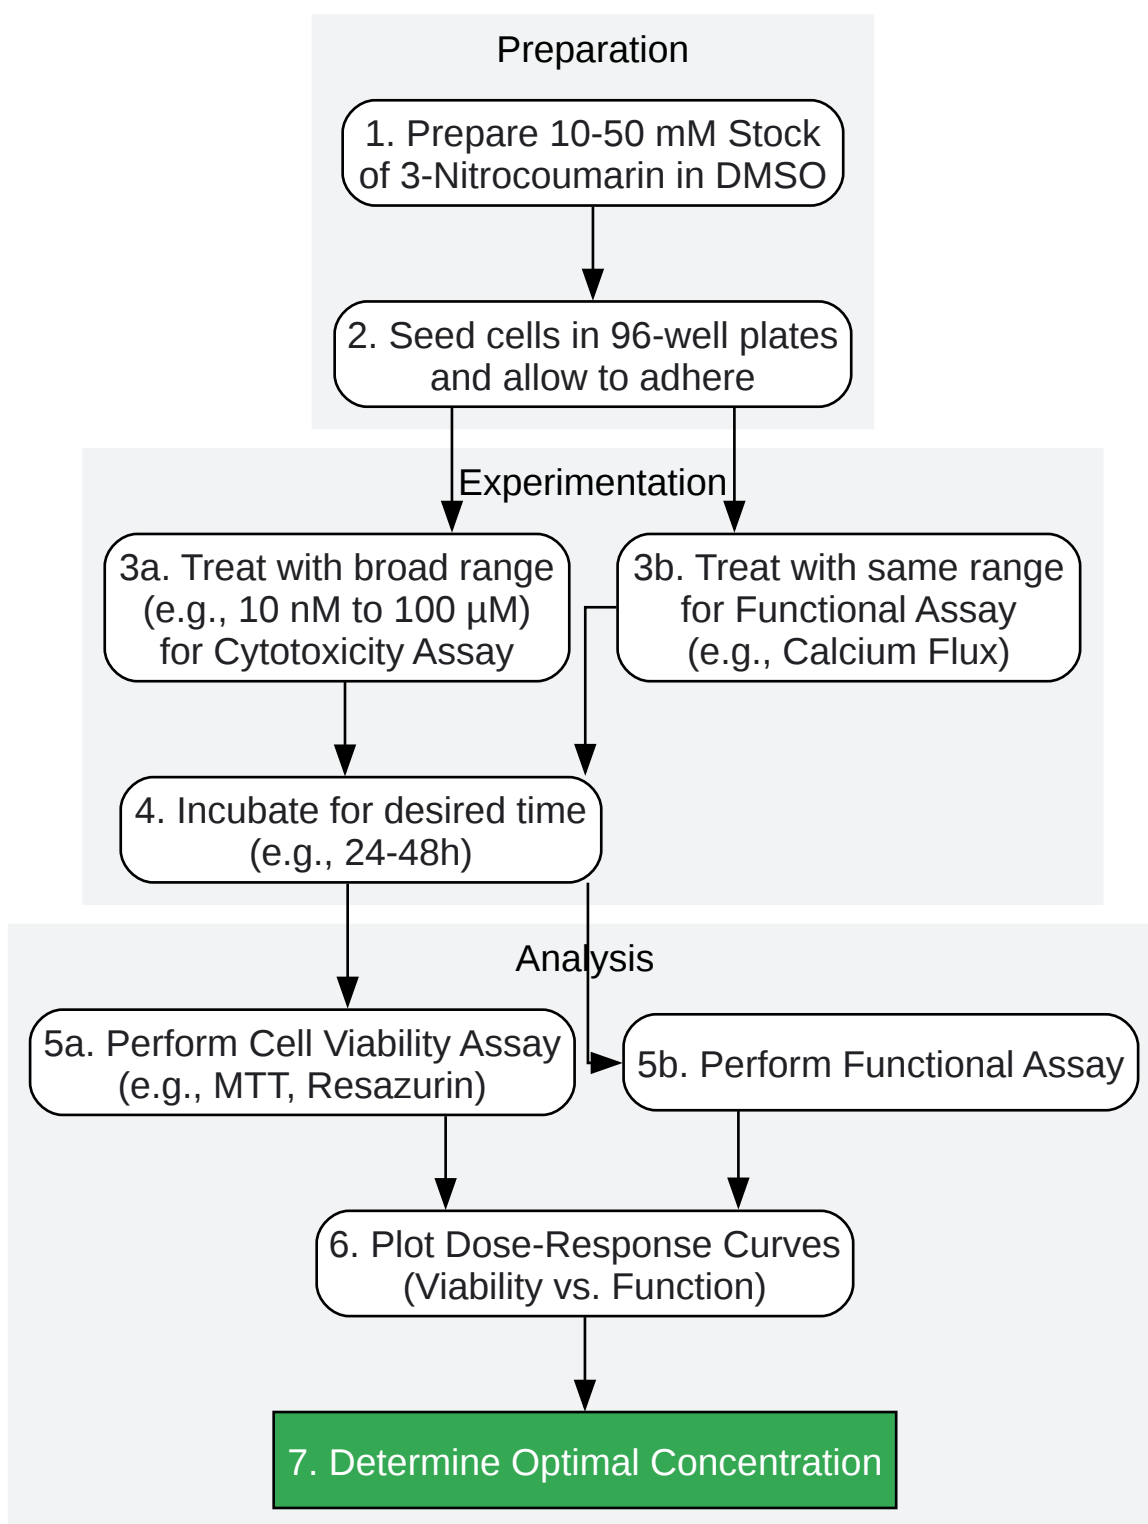 Preparation
1. Prepare 10-50 mM Stock
of 3-Nitrocoumarin in DMSO
2. Seed cells in 96-well plates
and allow to adhere
Experimentation
3a. Treat with broad range
(e.g., 10 nM to 100 µM)
for Cytotoxicity Assay
3b. Treat with same range
for Functional Assay
(e.g., Calcium Flux)
4. Incubate for desired time
(e.g., 24-48h)
Analysis
5a. Perform Cell Viability Assay
(e.g., MTT, Resazurin)
5b. Perform Functional Assay
6. Plot Dose-Response Curves
(Viability vs. Function)
7. Determine Optimal Concentration